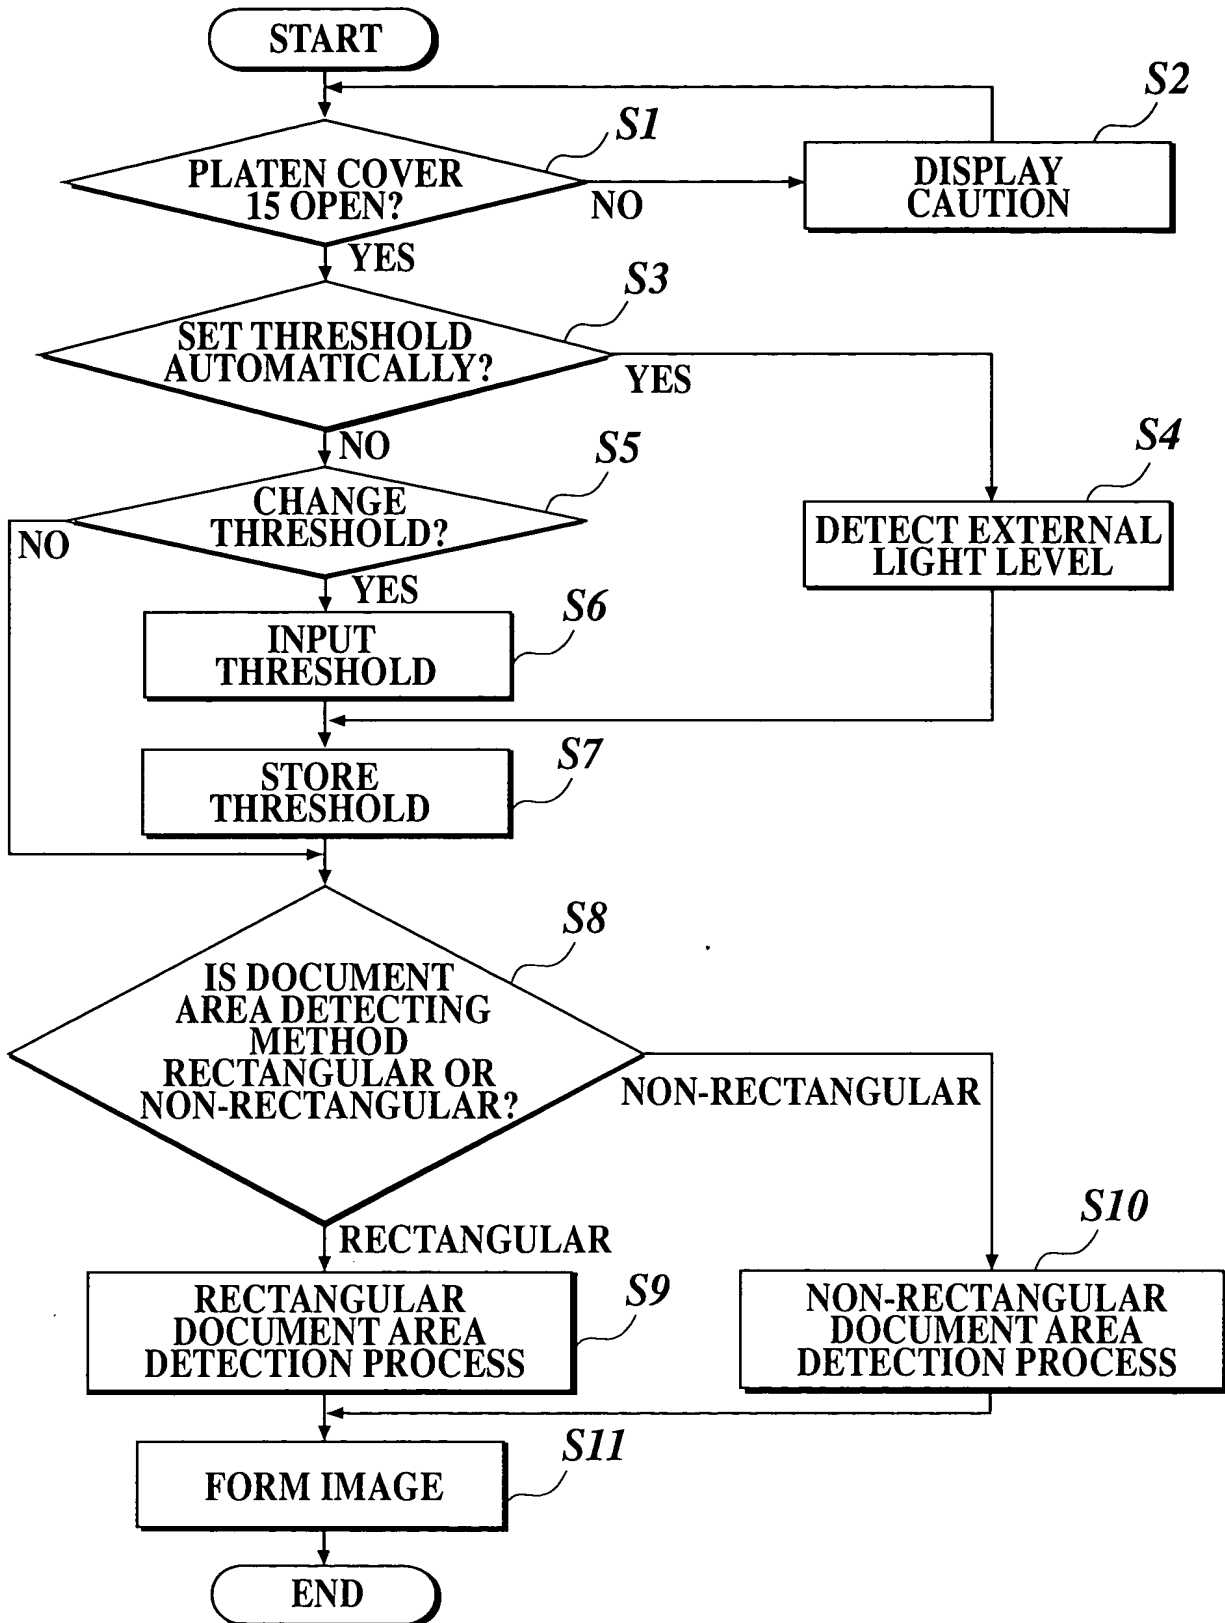 START
S2
S1
PLATEN COVER
15 OPEN?
DISPLAY
CAUTION
NO
YES
S3
SET THRESHOLD
AUTOMATICALLY?
YES
NO
S5
S4
CHANGE
THRESHOLD?
NO
DETECT EXTERNAL
LIGHT LEVEL
YES
S6
INPUT
THRESHOLD
S7
STORE
THRESHOLD
S8
IS DOCUMENT
AREA DETECTING
METHOD
RECTANGULAR OR
NON-RECTANGULAR?
NON-RECTANGULAR
RECTANGULAR
S10
S9
RECTANGULAR
DOCUMENT AREA
DETECTION PROCESS
NON-RECTANGULAR
DOCUMENT AREA
DETECTION PROCESS
S11
FORM IMAGE
END